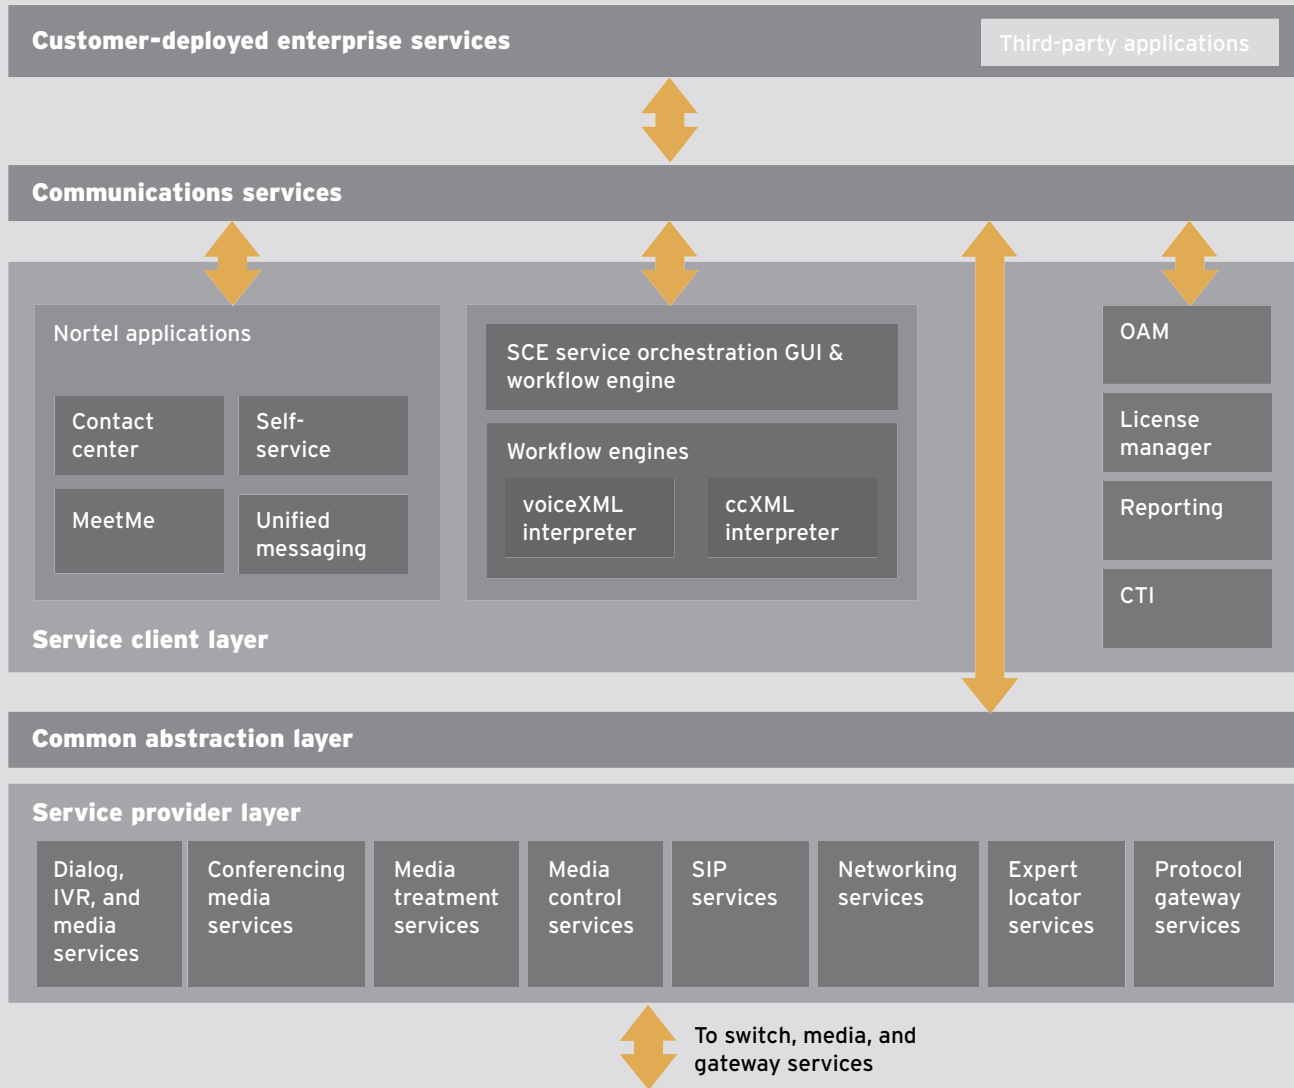 Customer-deployed enterprise services
Third-party applications
Communications services
Nortel applications
Contact
center
Self-
service
MeetMe
Unified
messaging
SCE service orchestration GUI &
workflow engine
Workflow engines
voiceXML
interpreter
ccXML
interpreter
OAM
License
manager
Reporting
CTI
Service client layer
Common abstraction layer
Service provider layer
Dialog,
IVR, and
media
services
Conferencing
media
services
Media
treatment
services
Media
control
services
SIP
services
Networking
services
Expert
locator
services
Protocol
gateway
services
To switch, media, and
gateway services